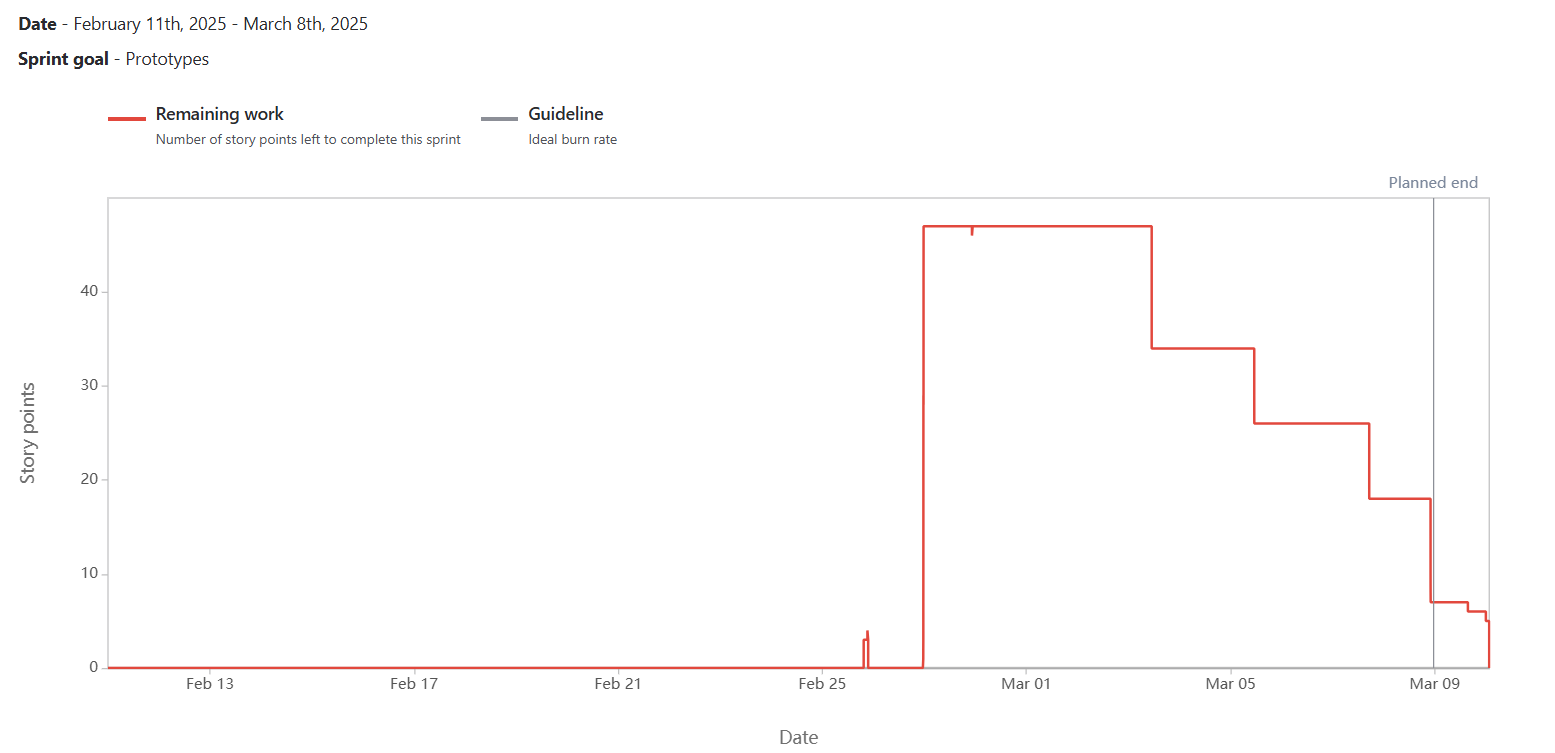 Date - February 11th, 2025 - March 8th, 2025
Sprint goal - Prototypes
Remaining work
Number of story points left to complete this sprint
Guideline
Ideal burn rate
Planned end
Story points
40
30
20
10
0
Feb 13 Feb 17 Feb 21 Feb 25 Mar 01 Mar 05 Mar 09
Date